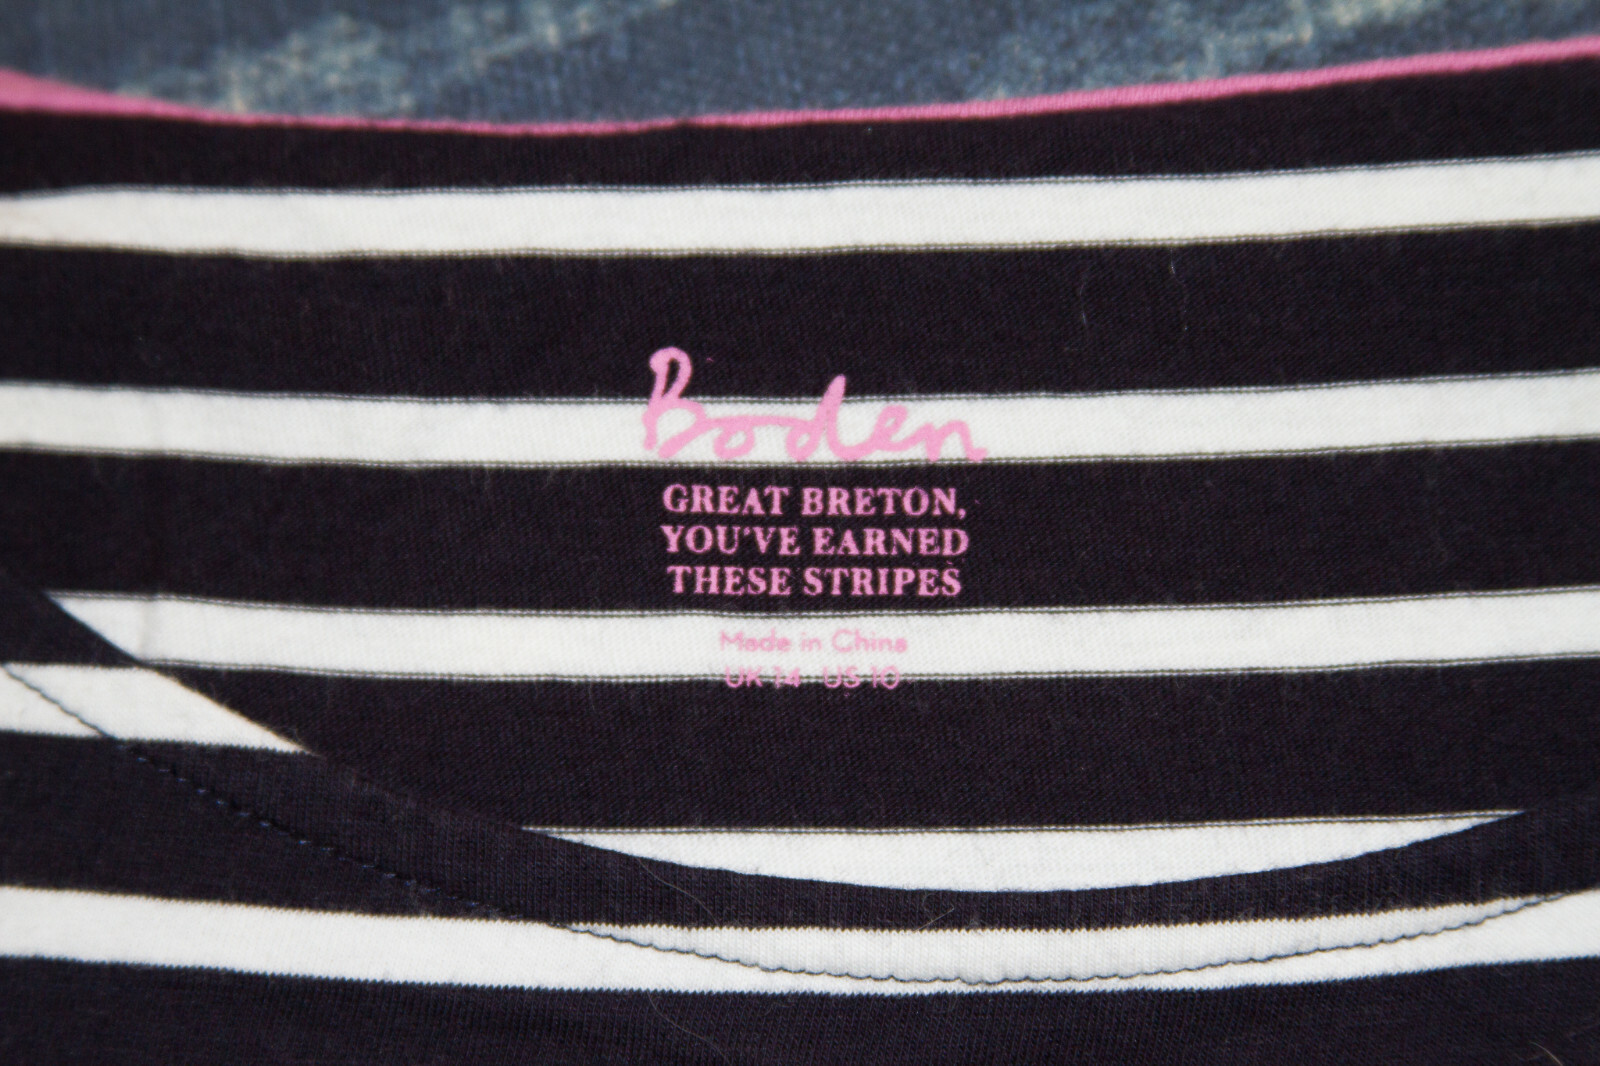 Boden
GREAT BRETON,
YOU'VE EARNED
THESE STRIPES
Made in China
UK 14 US 10